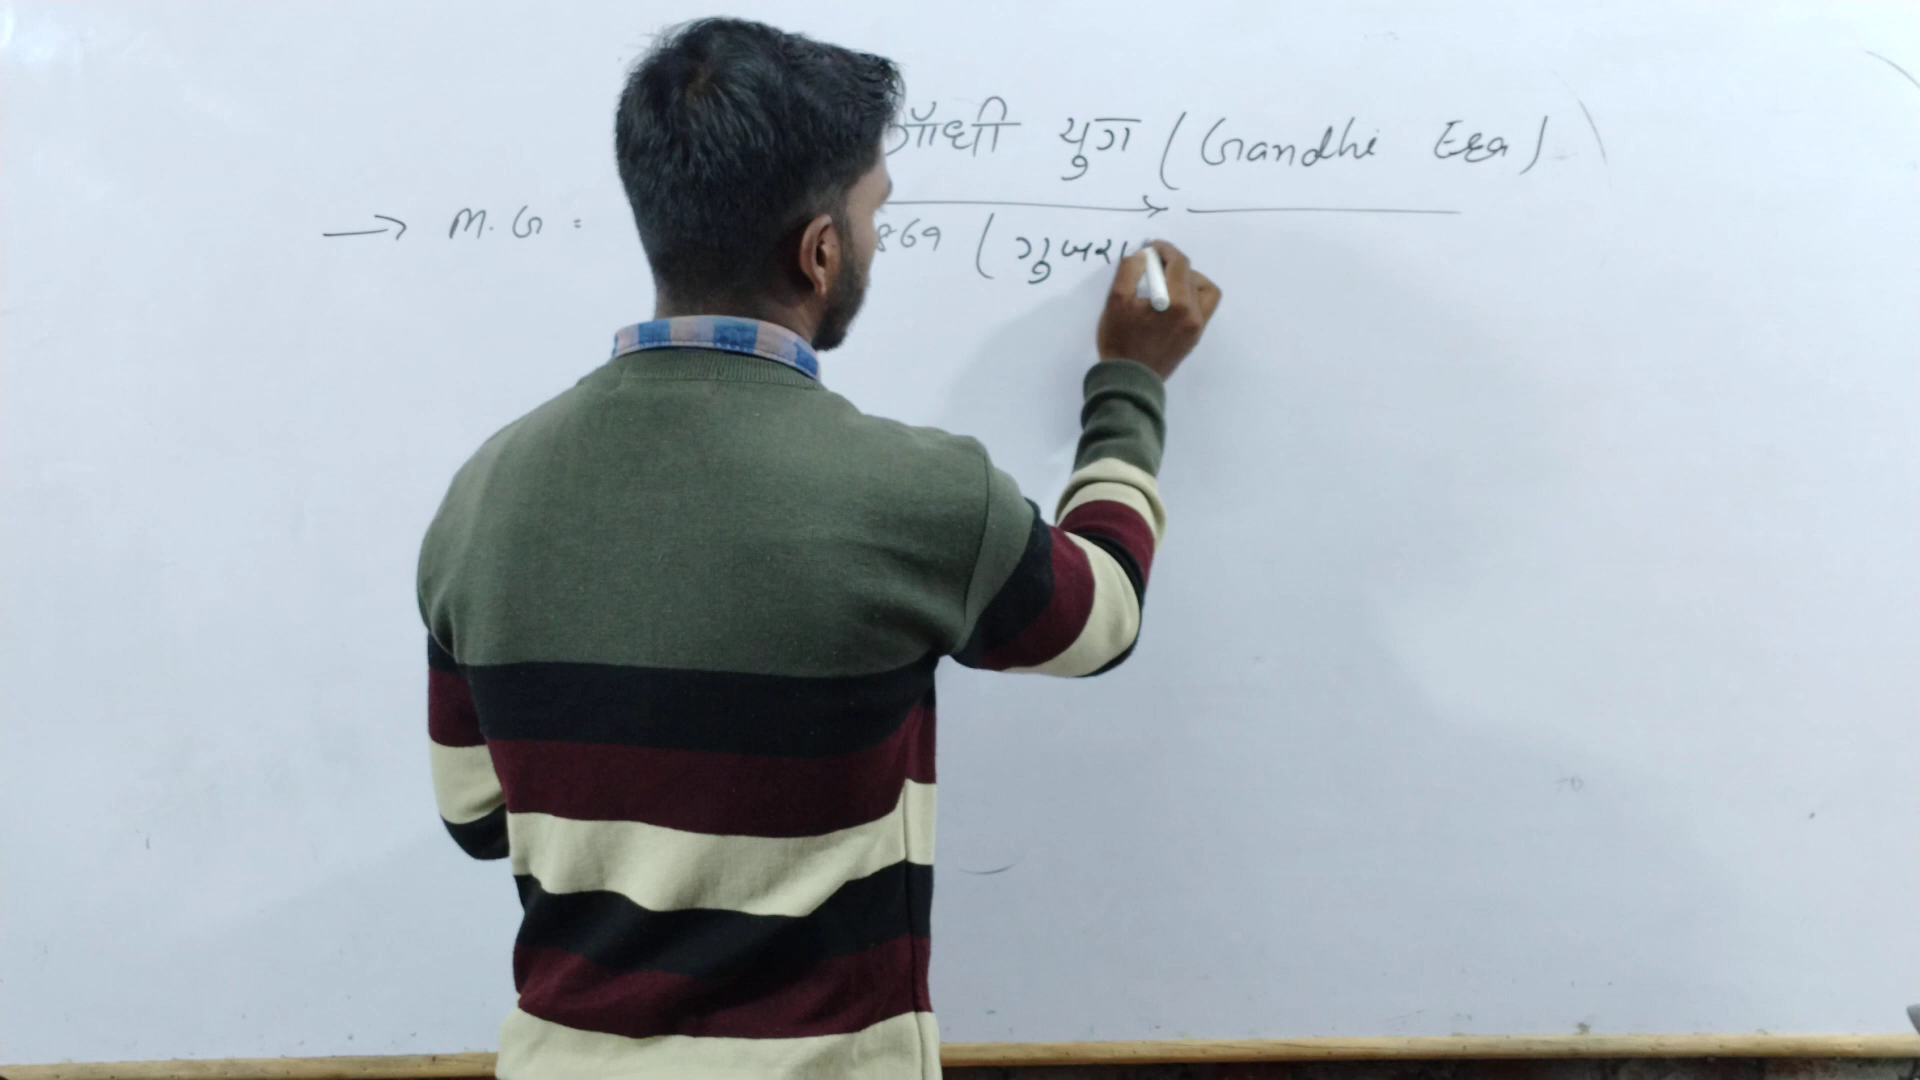 गाँधी युग (Gandhi Era)
→ M. G = 869 (गुजरा